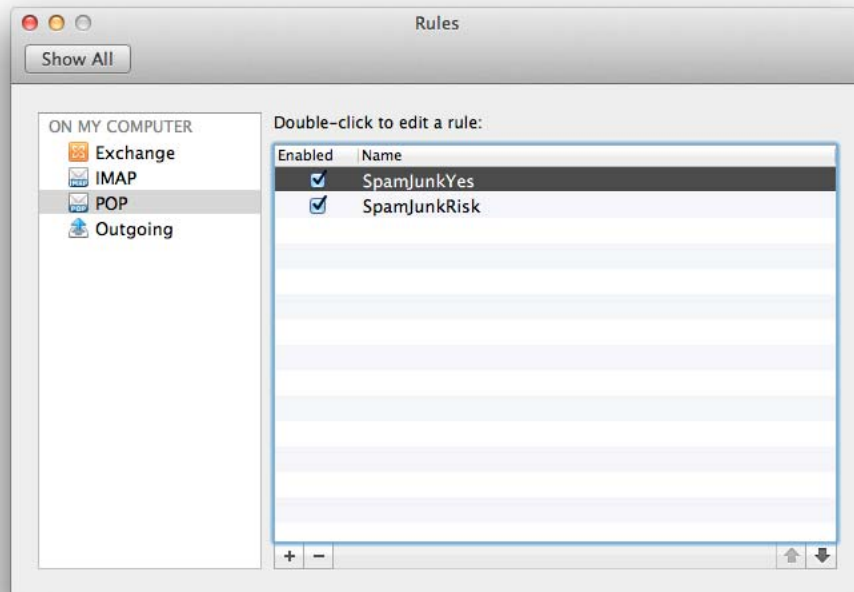 Rules
Show All
ON MY COMPUTER
Exchange
IMAP
POP
Outgoing
Double-click to edit a rule:
Enabled Name
SpamJunkYes
SpamJunkRisk